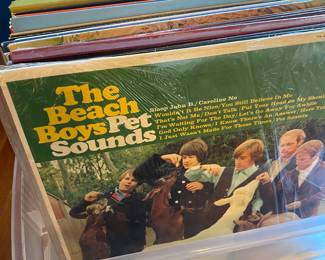 The
Beach
Boys Pet
Sounds
Sloop John B./Caroline No
Wouldn't It Be Nice/You Still Believe In Me
That's Not Me/Don't Talk (Put Your Head on My Shoulder)
I'm Waiting For The Day/Let's Go Away For Awhile
God Only Knows/I Know There's An Answer/Here Today
I Just Wasn't Made For These Times/Pet Sounds